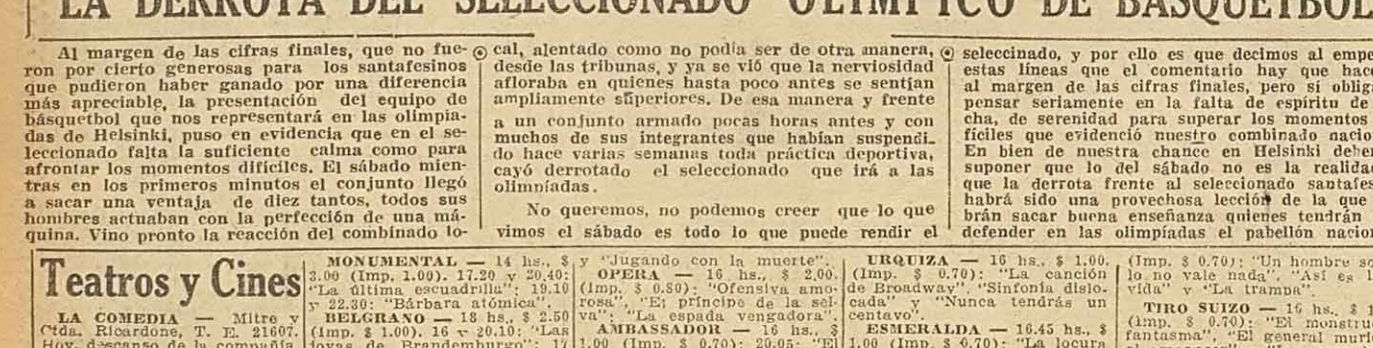 LA DERROTA DEL SELECCIONADO OLIMPICO DE BASQUETBOL
Al margen de las cifras finales, que no fue-
ron por cierto generosas para los santafesinos
que pudieron haber ganado por una diferencia
más apreciable, la presentación del equipo de
básquetbol que nos representará en las olimpia-
das de Helsinki, puso en evidencia que en el se-
leccionado falta la suficiente calma como para
afrontar los momentos difíciles. El sábado mien-
tras en los primeros minutos el conjunto llegó
a sacar una ventaja de diez tantos, todos sus
hombres actuaban con la perfección de una má-
quina. Vino pronto la reacción del combinado lo-
cal, alentado como no podía ser de otra manera,
desde las tribunas, y ya se vió que la nerviosidad
afloraba en quienes hasta poco antes se sentían
ampliamente superiores. De esa manera y frente
a un conjunto armado pocas horas antes y con
muchos de sus integrantes que habían suspendi-
do hace varias semanas toda práctica deportiva,
cayó derrotado el seleccionado que irá a las
olimpíadas.
No queremos, no podemos creer que lo que
vimos el sábado es todo lo que puede rendir el
seleccinado, y por ello es que decimos al empe
estas líneas qne el comentario hay que hace
al margen de las cifras finales, pero sí obliga
pensar seriamente en la falta de espíritu de
cha, de serenidad para superar los momentos
fíciles que evidenció nuestro combinado nacion
En bien de nuestra chance en Helsinki debe
suponer que lo del sábado no es la realidad
que la derrota frente al seleccionado santafes
habrá sido una provechosa lección de la que
brán sacar buena enseñanza quienes tendrán
defender en las olimpíadas el pabellón nacion
Teatros y Cines
LA COMEDIA — Mitre y
Ctda. Ricardone, T. E. 21607.
Hoy, descanso de la compañía.
MONUMENTAL — 14 hs., $
3.00 (Imp. 1.00). 17.20 y 20.40:
"La última escuadrilla"; 19.10
y 22.30: "Bárbara atómica".
BELGRANO — 18 hs., $ 2.50
(Imp. $ 1.00). 16 y 20.10: "Las
joyas de Brandemburgo"; 17
y "Jugando con la muerte".
OPERA — 16 hs., $ 2.00.
(Imp. $ 0.80): "Ofensiva amo-
rosa", "El príncipe de la sel-
va"; "La espada vengadora".
AMBASSADOR — 16 hs., $
1.00 (Imp. $ 0.70); 20.05: "El
URQUIZA — 16 hs., $ 1.00.
(Imp. $ 0.70): "La canción
de Broadway", "Sinfonía dislo-
cada" y "Nunca tendrás un
centavo".
ESMERALDA — 16.45 hs., $
1.00 (Imp. $ 0.70): "La locura
(Imp. $ 0.70): "Un hombre so
lo no vale nada", "Así es l
vida" y "La trampa".
TIRO SUIZO — 16 hs., $ 1
(Imp. $ 0.70): "El monstru
fantasma", "El general muri